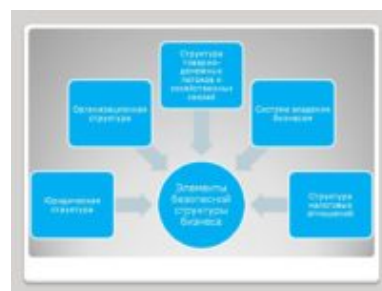 Структура
товарно-
денежных
потоков и
хозяйственных
связей
Организационная
структура
Система владения
бизнесом
Юридическая
структура
Элементы
безопасной
структуры
бизнеса
Структура
налоговых
отношений